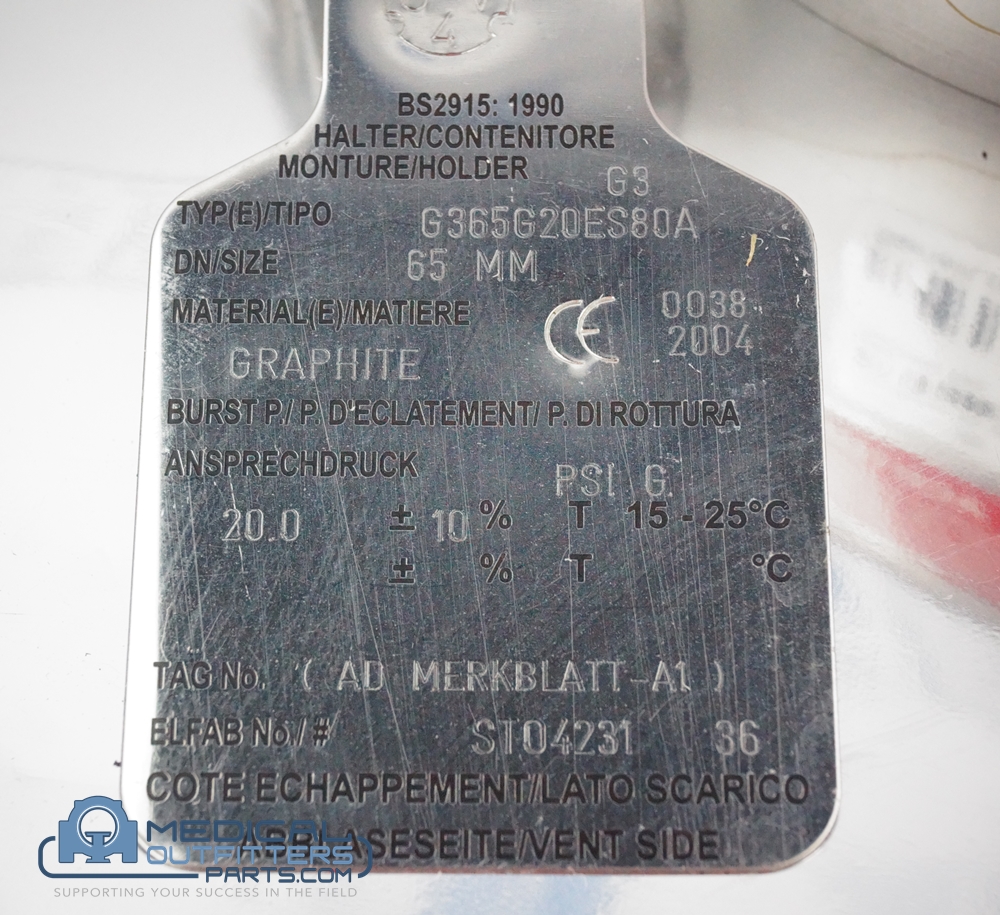 4
BS2915: 1990
HALTER/CONTENITORE
MONTURE/HOLDER
G3
TYP(E)/TIPO G365G20ES80A
DN/SIZE 65 MM
MATERIAL(E)/MATIERE CE 0038
2004
GRAPHITE
BURST P./ P. D'ECLATEMENT/ P. DI ROTTURA
ANSPRECHDRUCK PSI G
20.0 ± 10 % T 15 - 25°C
± % T °C
TAG No. ( AD MERKBLATT-A1 )
ELFAB No./# ST04231 36
COTE ECHAPPEMENT/LATO SCARICO
ABBLASESEITE/VENT SIDE
MEDICAL
OUTFITTERS
PARTS.COM
SUPPORTING YOUR SUCCESS IN THE FIELD